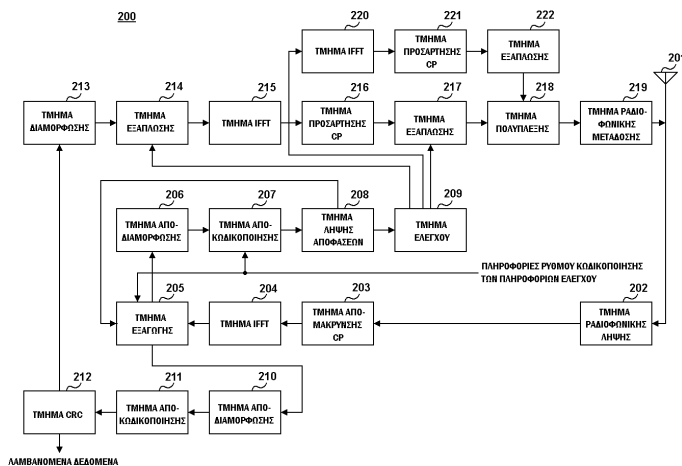 200
220
221
222
201
ΤΜΗΜΑ IFFT
ΤΜΗΜΑ
ΠΡΟΣΑΡΤΗΣΗΣ
CP
ΤΜΗΜΑ
ΕΞΑΠΛΩΣΗΣ
213
214
215
216
217
218
219
ΤΜΗΜΑ
ΔΙΑΜΟΡΦΩΣΗΣ
ΤΜΗΜΑ
ΕΞΑΠΛΩΣΗΣ
ΤΜΗΜΑ IFFT
ΤΜΗΜΑ
ΠΡΟΣΑΡΤΗΣΗΣ
CP
ΤΜΗΜΑ
ΕΞΑΠΛΩΣΗΣ
ΤΜΗΜΑ
ΠΟΛΥΠΛΕΞΗΣ
ΤΜΗΜΑ ΡΑΔΙΟ-
ΦΩΝΙΚΗΣ
ΜΕΤΑΔΟΣΗΣ
206
207
208
209
ΤΜΗΜΑ ΑΠΟ-
ΔΙΑΜΟΡΦΩΣΗΣ
ΤΜΗΜΑ ΑΠΟ-
ΚΩΔΙΚΟΠΟΙΗΣΗΣ
ΤΜΗΜΑ
ΛΗΨΗΣ
ΑΠΟΦΑΣΕΩΝ
ΤΜΗΜΑ
ΕΛΕΓΧΟΥ
ΠΛΗΡΟΦΟΡΙΕΣ ΡΥΘΜΟΥ ΚΩΔΙΚΟΠΟΙΗΣΗΣ
ΤΩΝ ΠΛΗΡΟΦΟΡΙΩΝ ΕΛΕΓΧΟΥ
205
204
203
202
ΤΜΗΜΑ
ΕΞΑΓΩΓΗΣ
ΤΜΗΜΑ IFFT
ΤΜΗΜΑ ΑΠΟ-
ΜΑΚΡΥΝΣΗΣ
CP
ΤΜΗΜΑ
ΡΑΔΙΟΦΩΝΙΚΗΣ
ΛΗΨΗΣ
212
211
210
ΤΜΗΜΑ CRC
ΤΜΗΜΑ ΑΠΟ-
ΚΩΔΙΚΟΠΟΙΗΣΗΣ
ΤΜΗΜΑ ΑΠΟ-
ΔΙΑΜΟΡΦΩΣΗΣ
ΛΑΜΒΑΝΟΜΕΝΑ ΔΕΔΟΜΕΝΑ